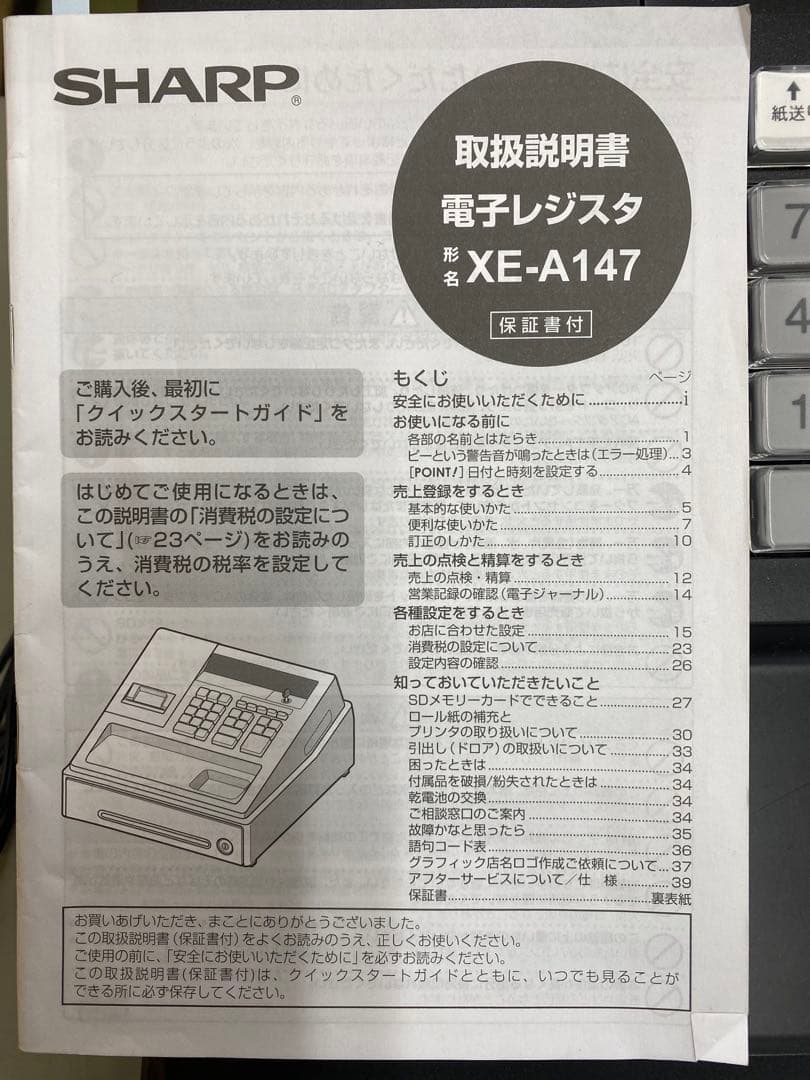 SHARP®
取扱説明書
電子レジスタ
形名 XE-A147
保証書付
ご購入後、最初に
「クイックスタートガイド」を
お読みください。
はじめてご使用になるときは、
この説明書の「消費税の設定につ
いて」(☞23ページ)をお読みの
うえ、消費税の税率を設定して
ください。
もくじ ページ
安全にお使いいただくために ......................i
お使いになる前に
各部の名前とはたらき................................ 1
ピーという警告音が鳴ったときは(エラー処理)... 3
[POINT!]日付と時刻を設定する................. 4
売上登録をするとき
基本的な使いかた...................................... 5
便利な使いかた......................................... 7
訂正のしかた........................................... 10
売上の点検と精算をするとき
売上の点検・精算..................................... 12
営業記録の確認(電子ジャーナル)............... 14
各種設定をするとき
お店に合わせた設定.................................. 15
消費税の設定について............................... 23
設定内容の確認........................................ 26
知っておいていただきたいこと
SDメモリーカードでできること................. 27
ロール紙の補充と
プリンタの取り扱いについて...................... 30
引出し(ドロア)の取扱いについて............... 33
困ったときは........................................... 34
付属品を破損/紛失されたときは................. 34
乾電池の交換........................................... 34
ご相談窓口のご案内.................................. 34
故障かなと思ったら.................................. 35
語句コード表........................................... 36
グラフィック店名ロゴ作成ご依頼について... 37
アフターサービスについて/仕 様............ 39
保証書................................................裏表紙
お買いあげいただき、まことにありがとうございました。
この取扱説明書(保証書付)をよくお読みのうえ、正しくお使いください。
ご使用の前に、「安全にお使いいただくために」を必ずお読みください。
この取扱説明書(保証書付)は、クイックスタートガイドとともに、いつでも見ることが
できる所に必ず保存してください。
↑
紙送り
7
4
1